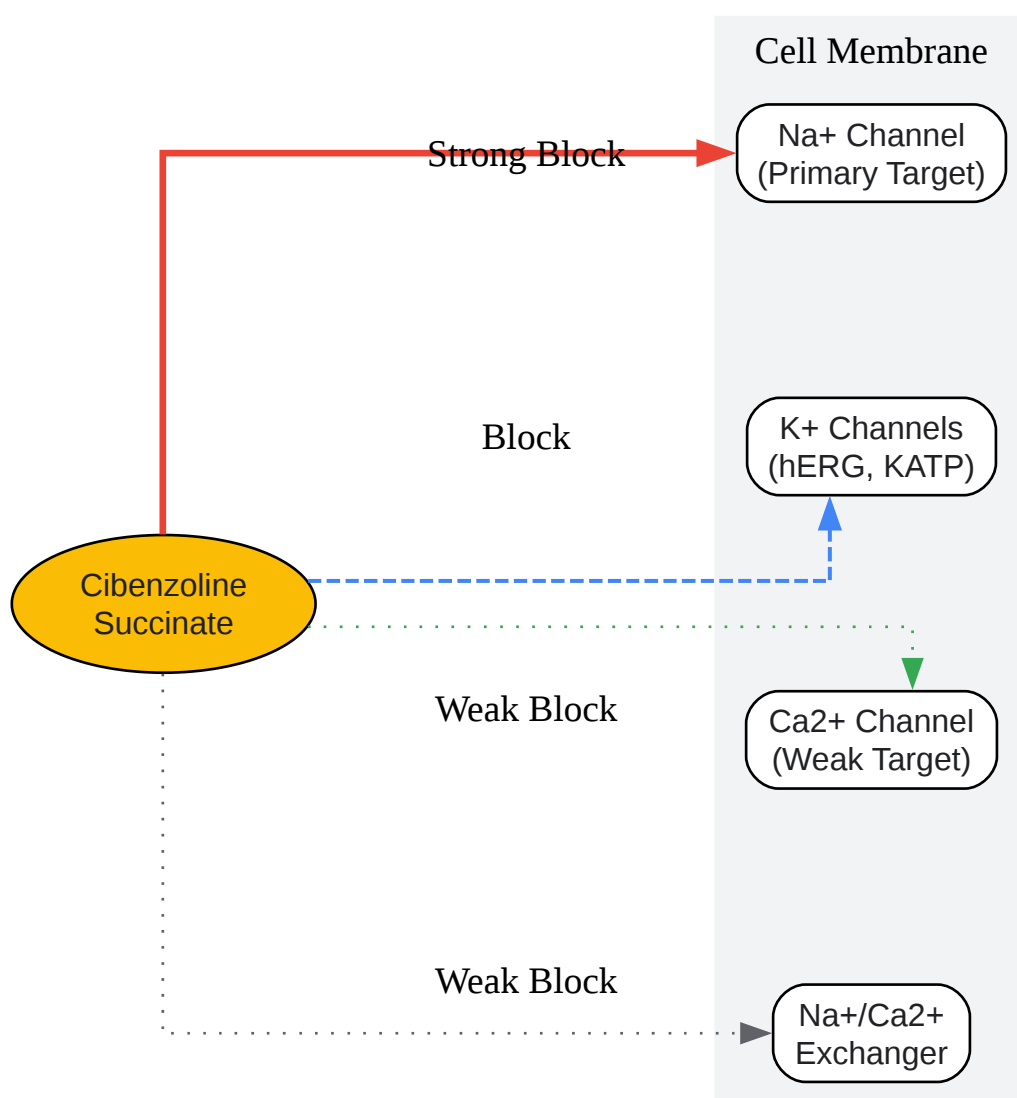 Cell Membrane
Na+ Channel
(Primary Target)
Strong Block
K+ Channels
(hERG, KATP)
Block
Cibenzoline
Succinate
Weak Block
Ca2+ Channel
(Weak Target)
Weak Block
Na+/Ca2+
Exchanger